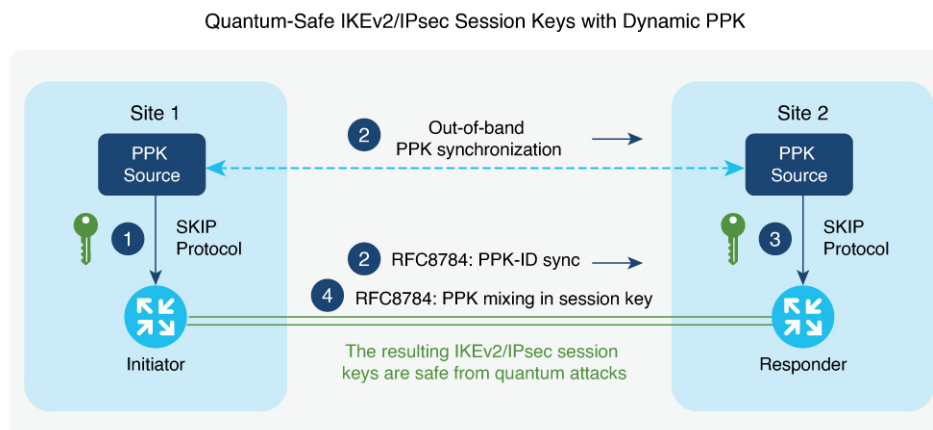 Quantum-Safe IKEv2/IPsec Session Keys with Dynamic PPK
Site 1
Site 2
2
Out-of-band
PPK synchronization
PPK
Source
PPK
Source
1
SKIP
Protocol
3
SKIP
Protocol
2
RFC8784: PPK-ID sync
4
RFC8784: PPK mixing in session key
Initiator
The resulting IKEv2/IPsec session
keys are safe from quantum attacks
Responder